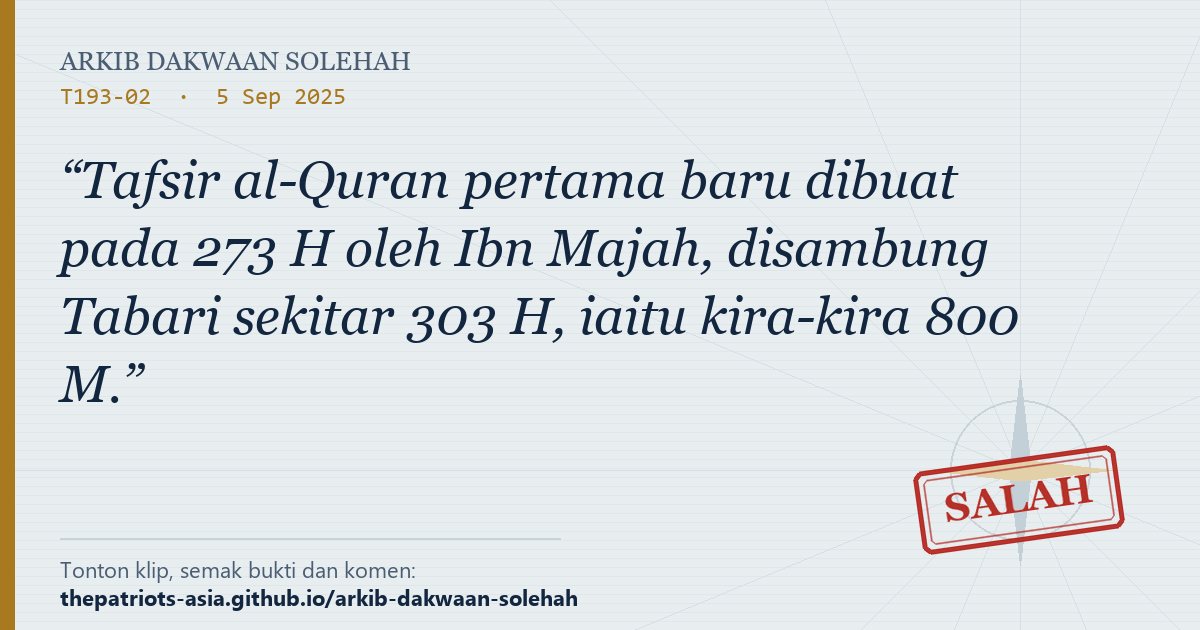 ARKIB DAKWAAN SOLEHAH
T193-02 · 5 Sep 2025
“Tafsir al-Quran pertama baru dibuat
pada 273 H oleh Ibn Majah, disambung
Tabari sekitar 303 H, iaitu kira-kira 800
M.”
SALAH
Tonton klip, semak bukti dan komen:
thepatriots-asia.github.io/arkib-dakwaan-solehah